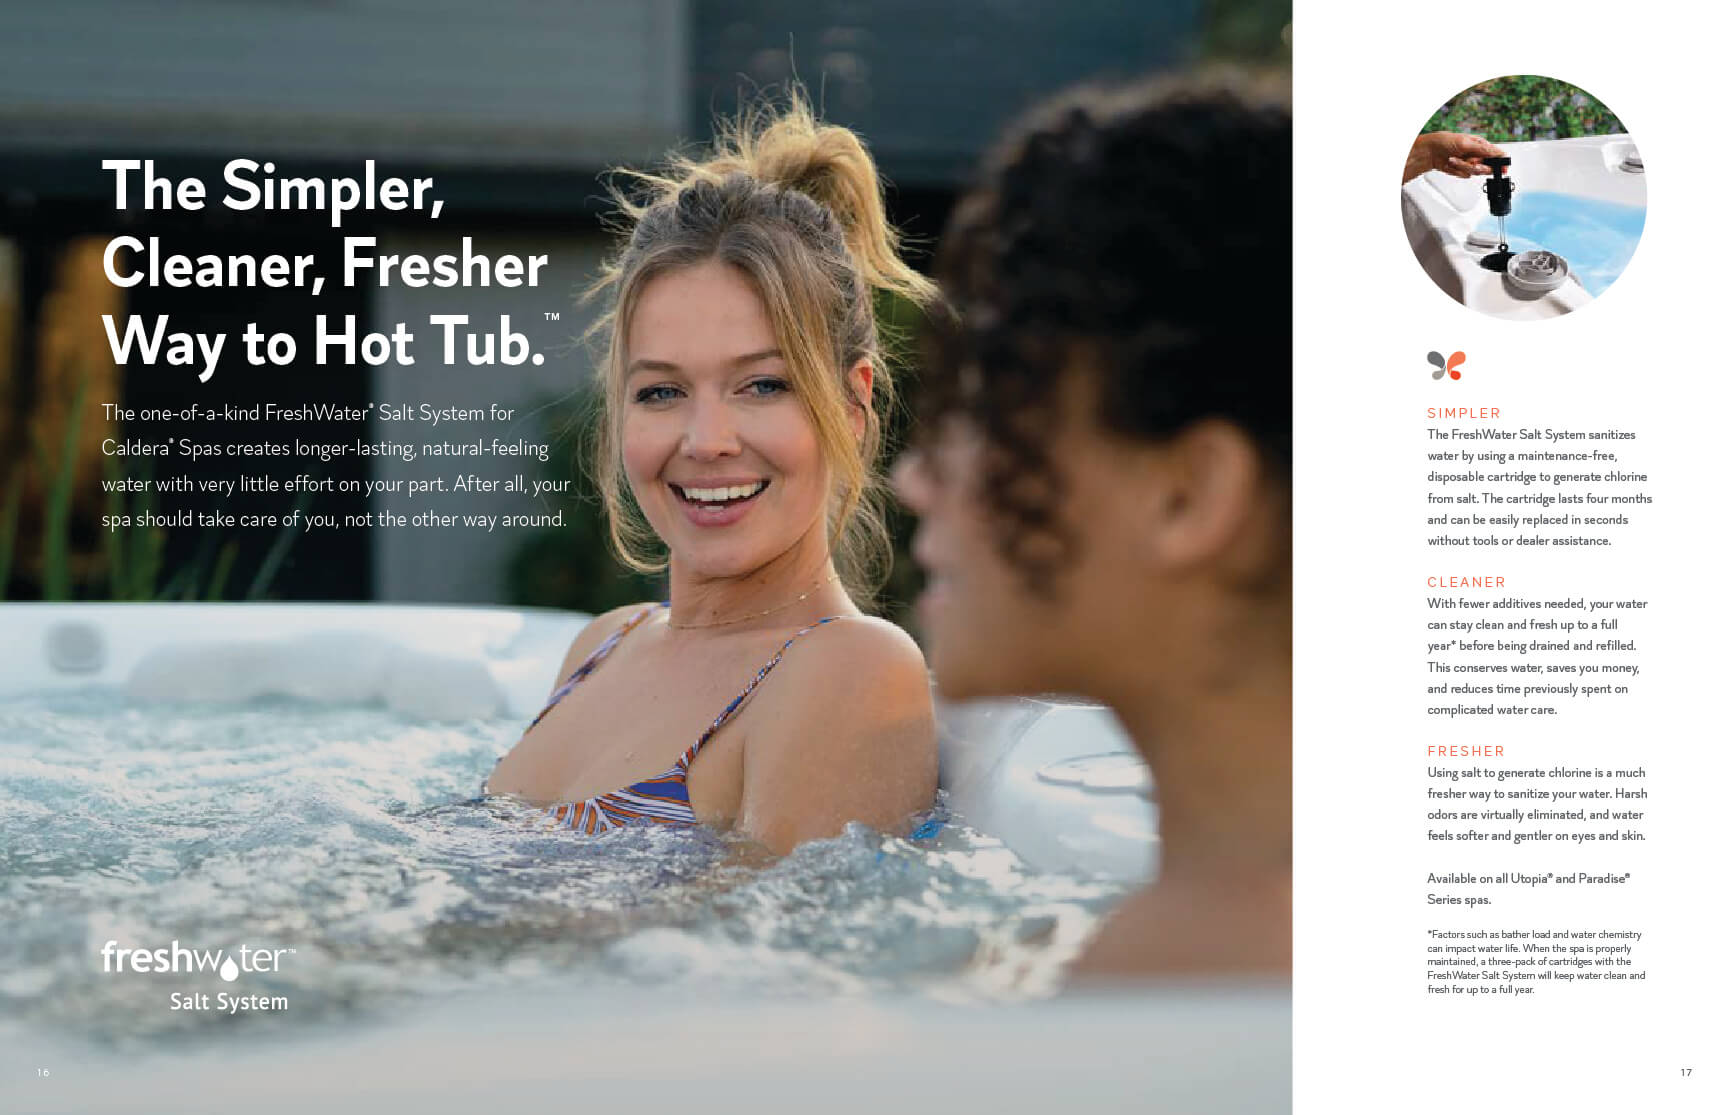 The Simpler,
Cleaner, Fresher
Way to Hot Tub.™
The one-of-a-kind FreshWater® Salt System for
Caldera® Spas creates longer-lasting, natural-feeling
water with very little effort on your part. After all, your
spa should take care of you, not the other way around.
freshwater™
Salt System
16
SIMPLER
The FreshWater Salt System sanitizes
water by using a maintenance-free,
disposable cartridge to generate chlorine
from salt. The cartridge lasts four months
and can be easily replaced in seconds
without tools or dealer assistance.
CLEANER
With fewer additives needed, your water
can stay clean and fresh up to a full
year* before being drained and refilled.
This conserves water, saves you money,
and reduces time previously spent on
complicated water care.
FRESHER
Using salt to generate chlorine is a much
fresher way to sanitize your water. Harsh
odors are virtually eliminated, and water
feels softer and gentler on eyes and skin.
Available on all Utopia® and Paradise®
Series spas.
*Factors such as bather load and water chemistry
can impact water life. When the spa is properly
maintained, a three-pack of cartridges with the
FreshWater Salt System will keep water clean and
fresh for up to a full year.
17